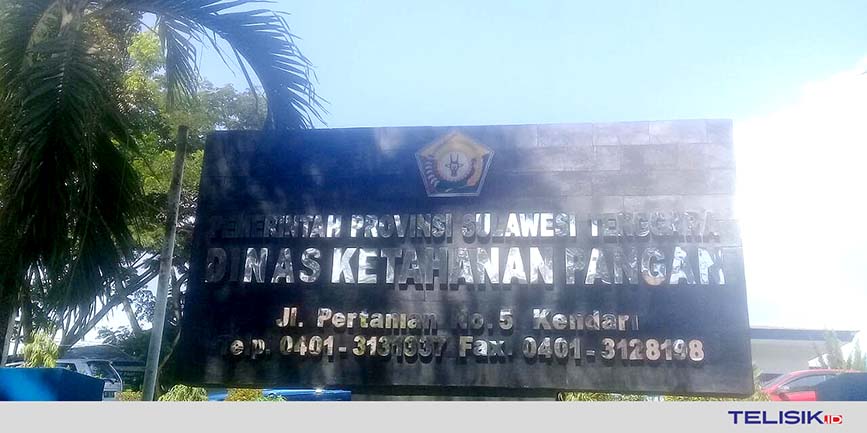 PEMERINTAH PROVINSI SULAWESI TENGGARA
DINAS KETAHANAN PANGAN
Jl. Pertanian No. 5 Kendari
Telp. 0401-3131937 Fax. 0401-3128198
TELISIK.ID